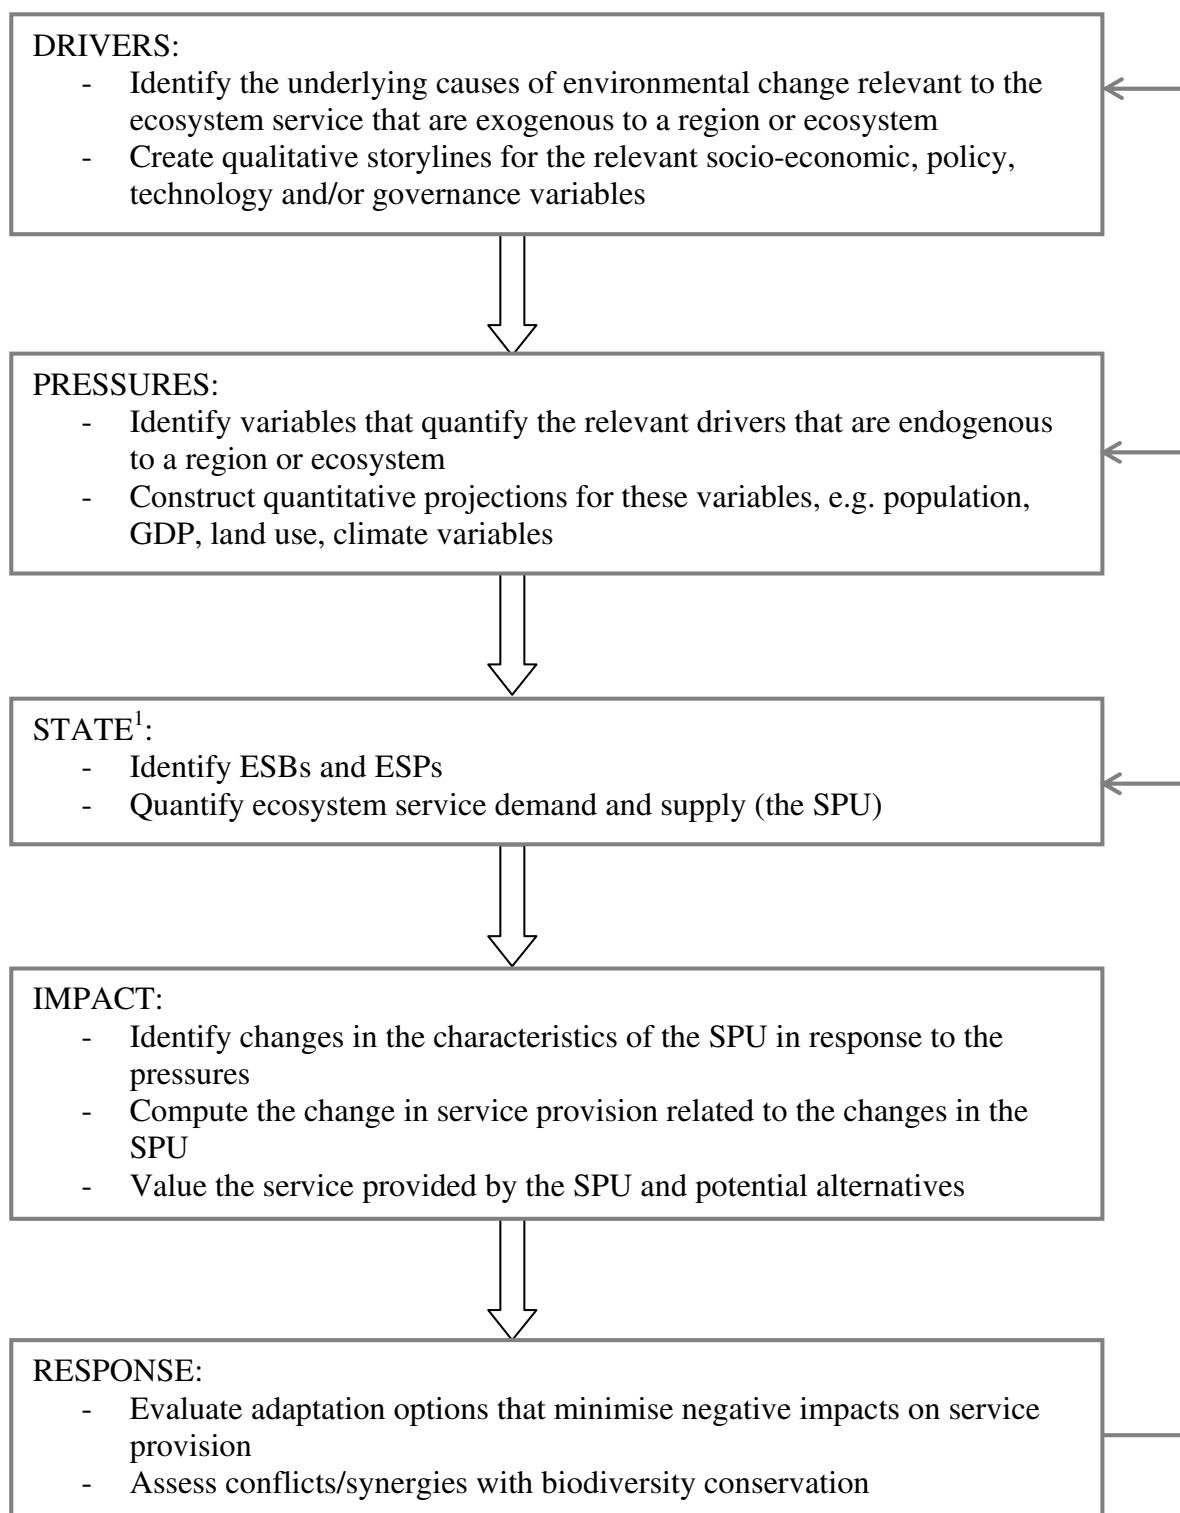 DRIVERS:
- Identify the underlying causes of environmental change relevant to the
ecosystem service that are exogenous to a region or ecosystem
- Create qualitative storylines for the relevant socio-economic, policy,
technology and/or governance variables
PRESSURES:
- Identify variables that quantify the relevant drivers that are endogenous
to a region or ecosystem
- Construct quantitative projections for these variables, e.g. population,
GDP, land use, climate variables
STATE¹:
- Identify ESBs and ESPs
- Quantify ecosystem service demand and supply (the SPU)
IMPACT:
- Identify changes in the characteristics of the SPU in response to the
pressures
- Compute the change in service provision related to the changes in the
SPU
- Value the service provided by the SPU and potential alternatives
RESPONSE:
- Evaluate adaptation options that minimise negative impacts on service
provision
- Assess conflicts/synergies with biodiversity conservation